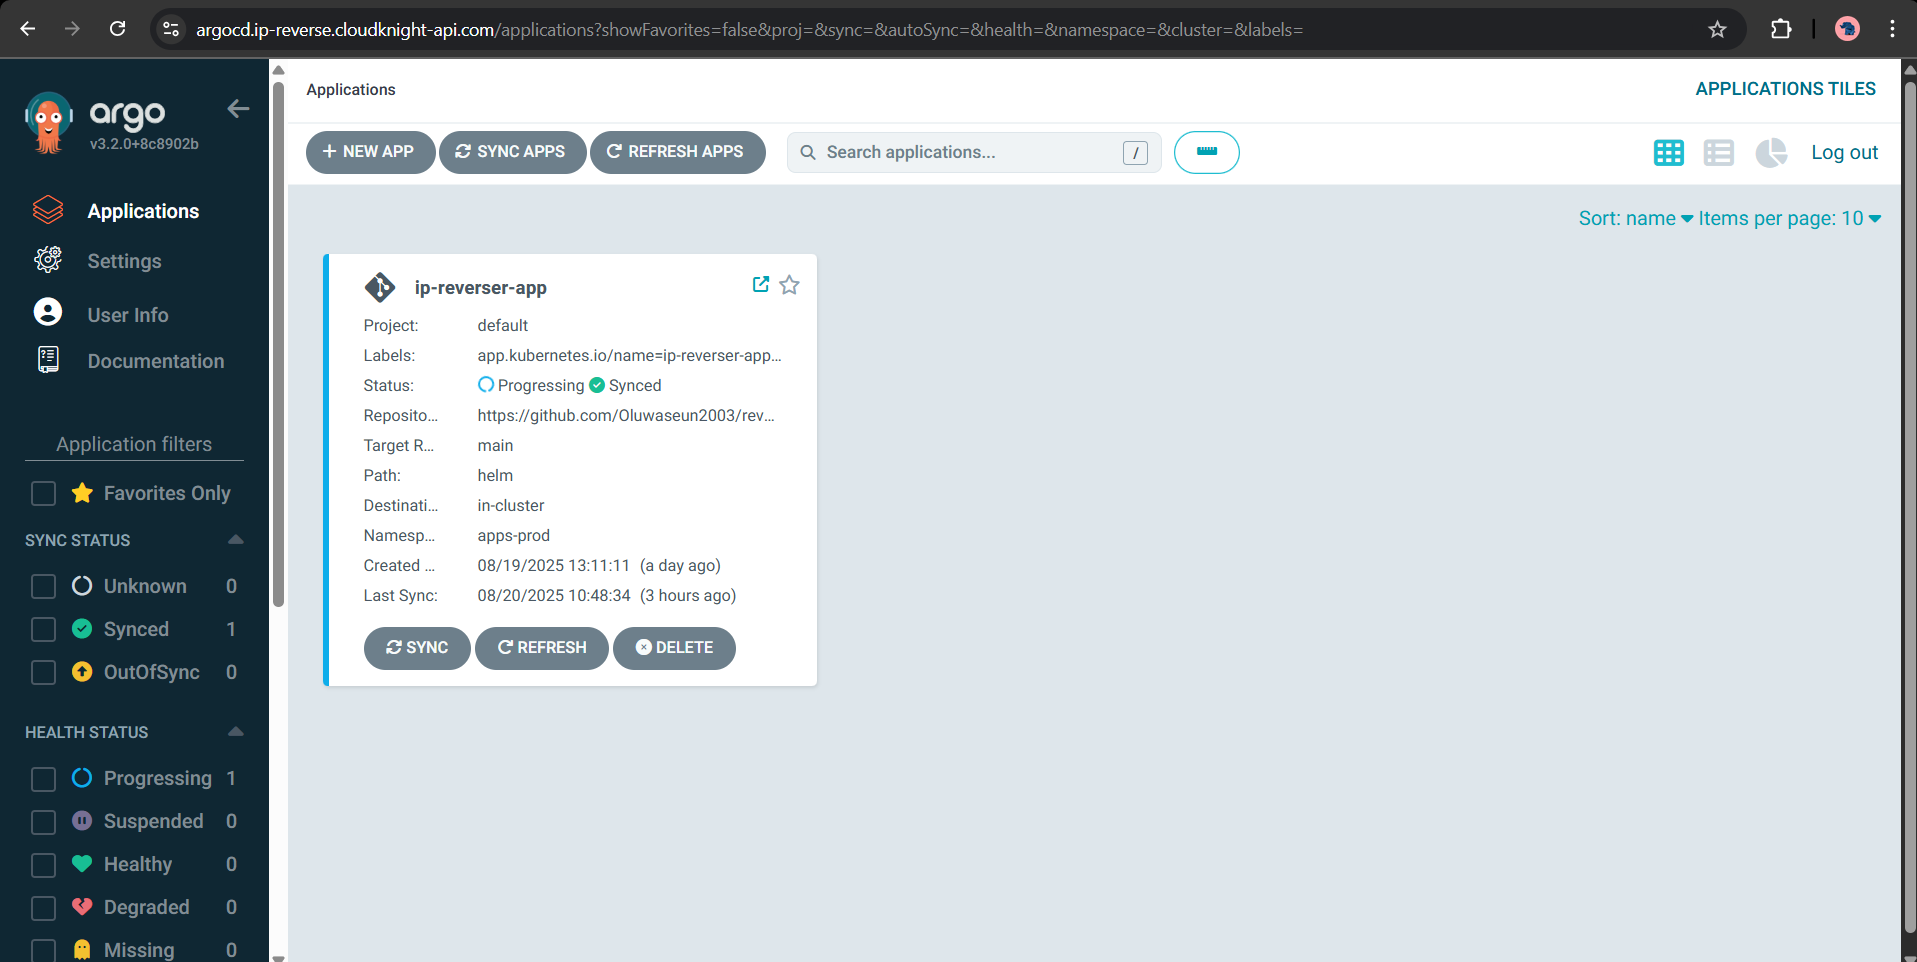 argocd.ip-reverse.cloudknight-api.com/applications?showFavorites=false&proj=&sync=&autoSync=&health=&namespace=&cluster=&labels=
argo
v3.2.0+8c8902b
Applications
Settings
User Info
Documentation
Application filters
Favorites Only
SYNC STATUS
Unknown 0
Synced 1
OutOfSync 0
HEALTH STATUS
Progressing 1
Suspended 0
Healthy 0
Degraded 0
Missing 0
Applications
APPLICATIONS TILES
NEW APP SYNC APPS REFRESH APPS Search applications... / Log out
Sort: name Items per page: 10
ip-reverser-app
Project: default
Labels: app.kubernetes.io/name=ip-reverser-app...
Status: Progressing Synced
Reposito... https://github.com/Oluwaseun2003/rev...
Target R... main
Path: helm
Destinati... in-cluster
Namesp... apps-prod
Created ... 08/19/2025 13:11:11 (a day ago)
Last Sync: 08/20/2025 10:48:34 (3 hours ago)
SYNC REFRESH DELETE